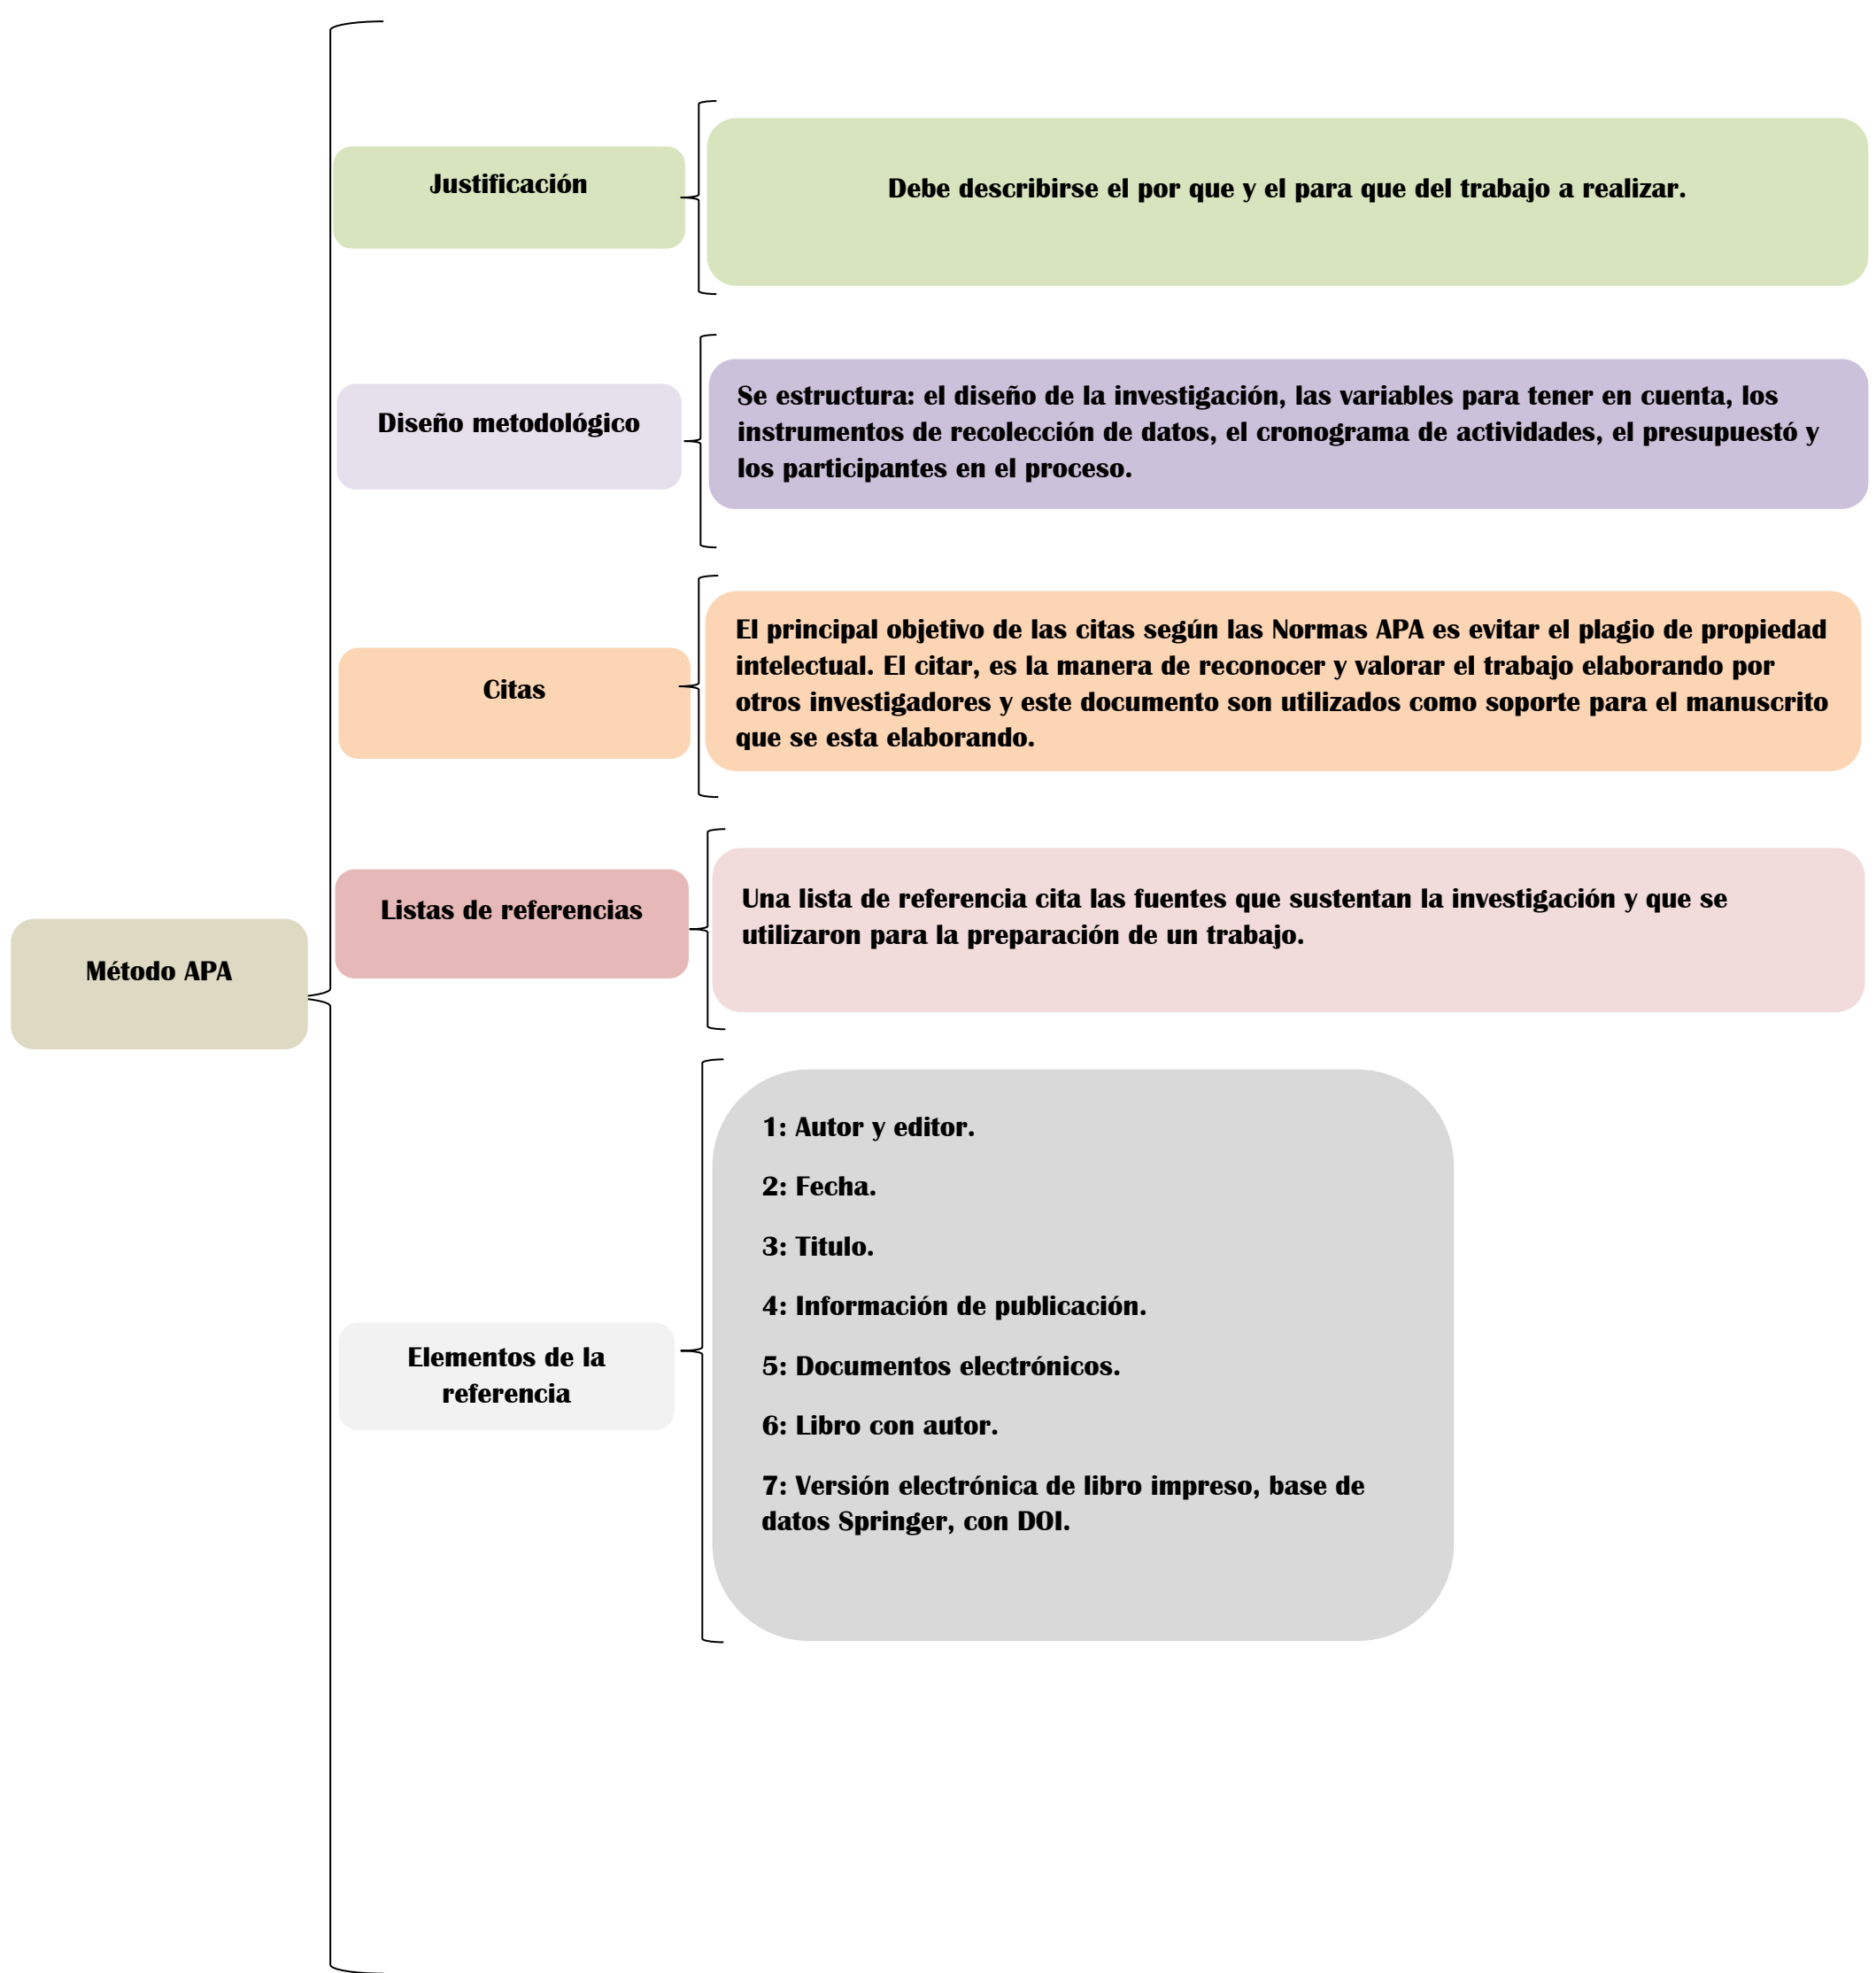 Justificación
Debe describirse el por que y el para que del trabajo a realizar.
Diseño metodológico
Se estructura: el diseño de la investigación, las variables para tener en cuenta, los
instrumentos de recolección de datos, el cronograma de actividades, el presupuestó y
los participantes en el proceso.
Citas
El principal objetivo de las citas según las Normas APA es evitar el plagio de propiedad
intelectual. El citar, es la manera de reconocer y valorar el trabajo elaborando por
otros investigadores y este documento son utilizados como soporte para el manuscrito
que se esta elaborando.
Listas de referencias
Una lista de referencia cita las fuentes que sustentan la investigación y que se
utilizaron para la preparación de un trabajo.
Método APA
Elementos de la
referencia
1: Autor y editor.
2: Fecha.
3: Titulo.
4: Información de publicación.
5: Documentos electrónicos.
6: Libro con autor.
7: Versión electrónica de libro impreso, base de
datos Springer, con DOI.